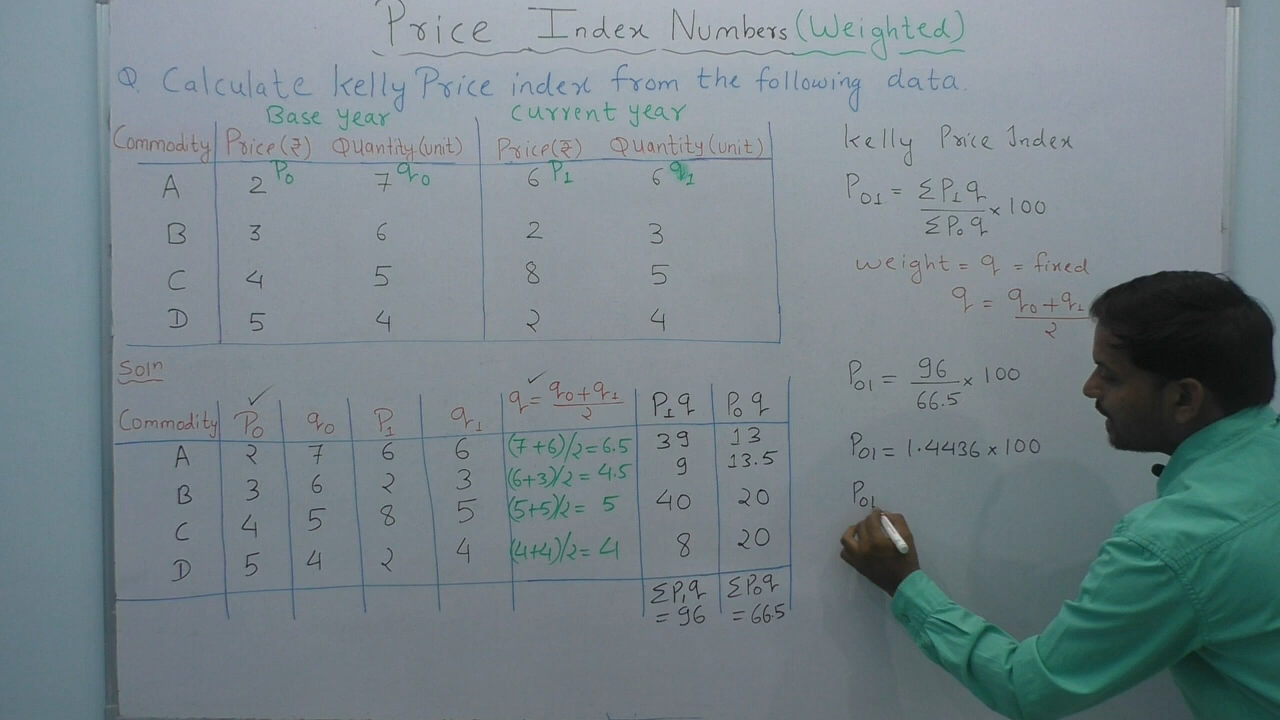 Price Index Numbers (Weighted)
Q. Calculate Kelly Price index from the following data.
Base year Current year
Commodity Price(₹) Quantity(unit) Price(₹) Quantity(unit)
A 2 P0 7 q0 6 P1 6 q1
B 3 6 2 3
C 4 5 8 5
D 5 4 2 4
Soln
Commodity P0 q0 P1 q1 q = q0+q1/2 P1q P0q
A 2 7 6 6 (7+6)/2=6.5 39 13
B 3 6 2 3 (6+3)/2=4.5 9 13.5
C 4 5 8 5 (5+5)/2=5 40 20
D 5 4 2 4 (4+4)/2=4 8 20
ΣP1q =96 ΣP0q =66.5
Kelly Price Index
P01 = ΣP1q/ΣP0q × 100
weight = q = fixed
q = q0+q1/2
P01 = 96/66.5 × 100
P01 = 1.4436 × 100
P01